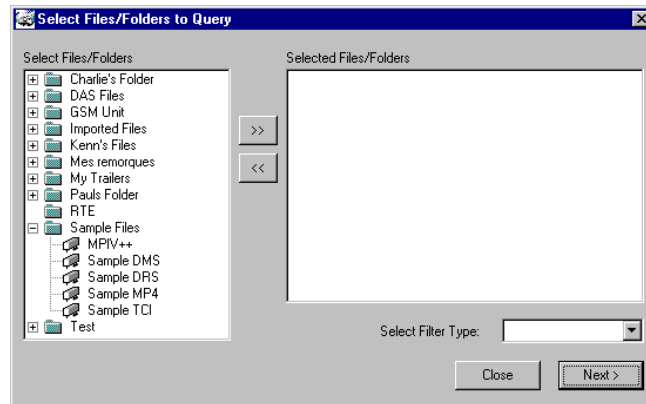 Select Files/Folders to Query
Select Files/Folders
Charlie's Folder
DAS Files
GSM Unit
Imported Files
Kenn's Files
Mes remorques
My Trailers
Pauls Folder
RTE
Sample Files
MPIV++
Sample DMS
Sample DRS
Sample MP4
Sample TCI
Test
>>
<<
Selected Files/Folders
Select Filter Type:
Close
Next >